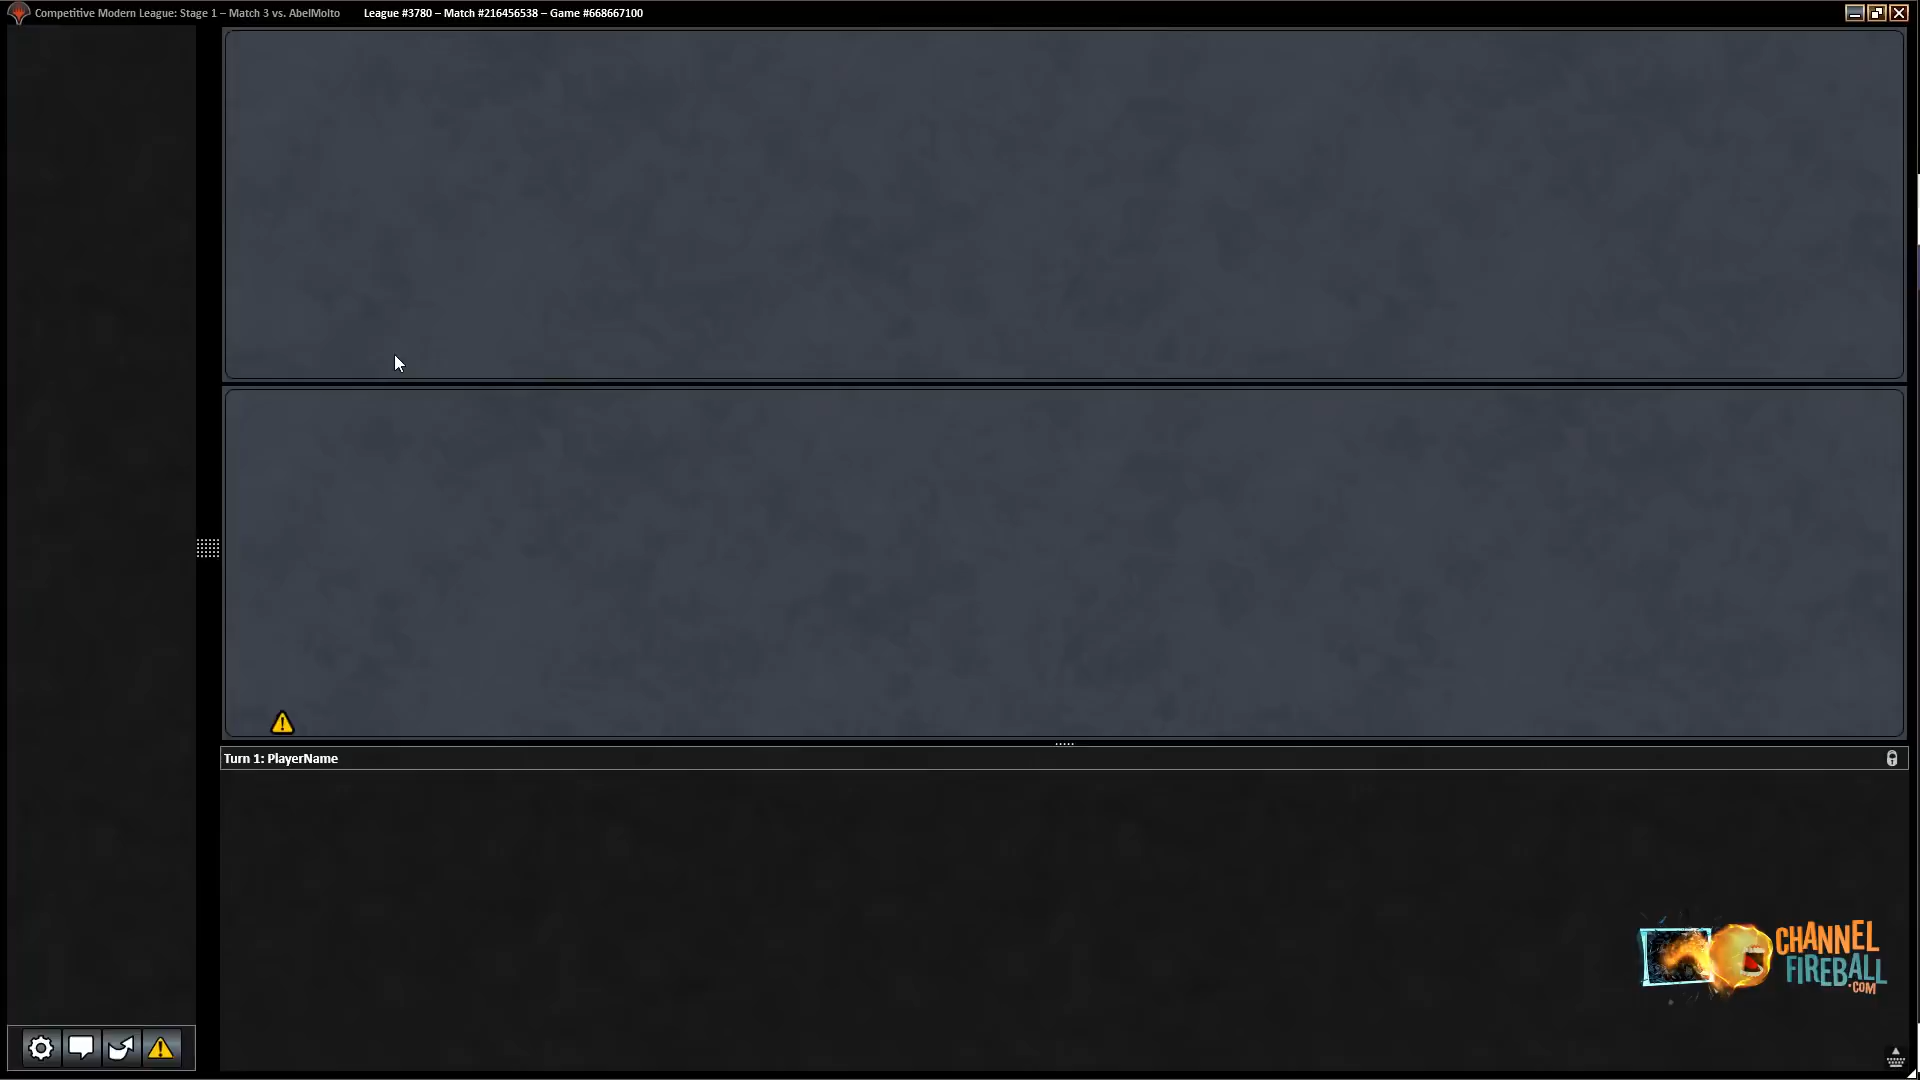 Competitive Modern League: Stage 1 – Match 3 vs. AbelMolto
League #3780 – Match #216456538 – Game #668667100
Turn 1: PlayerName
CHANNEL
FIREBALL
.COM